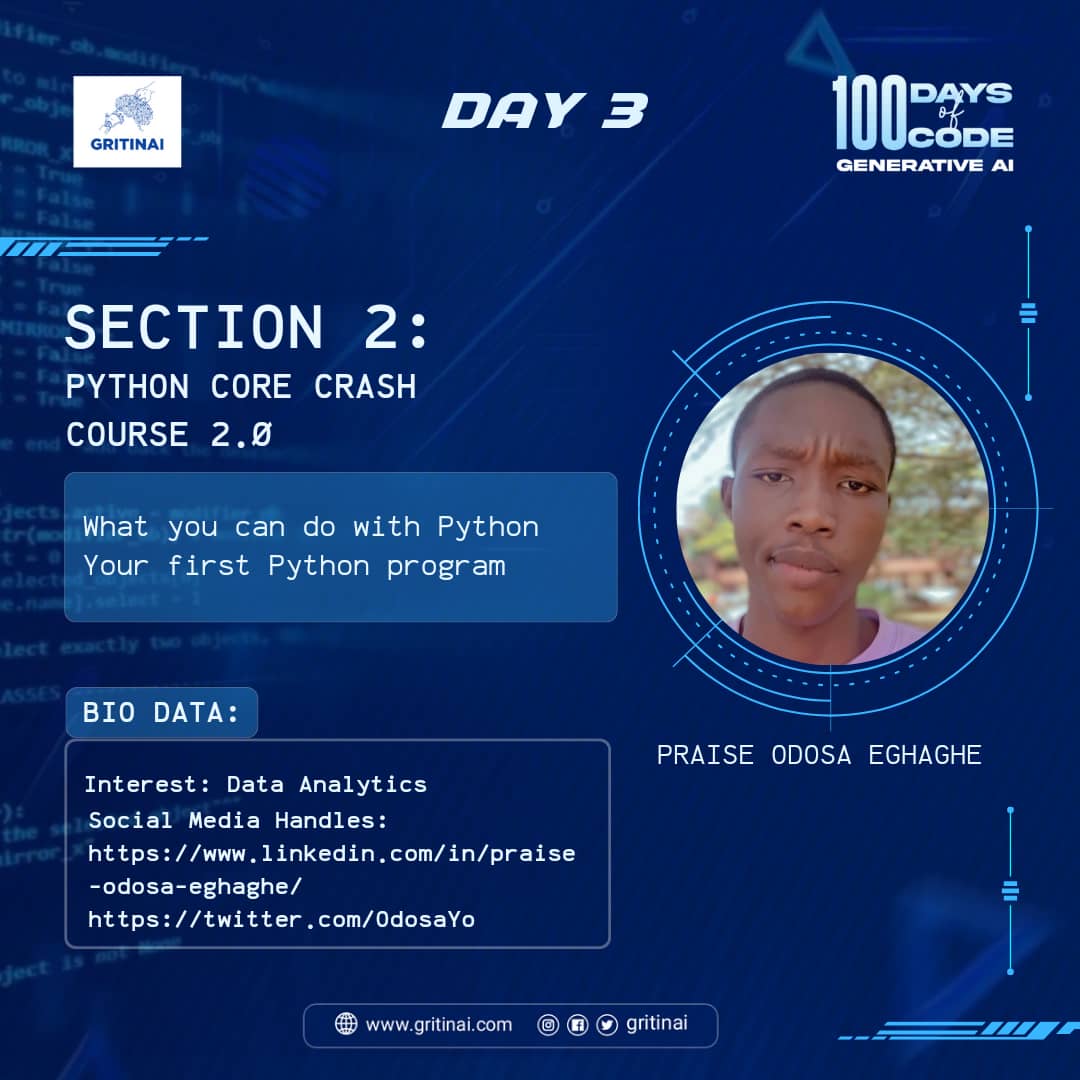 GRITINAI
DAY 3
100 DAYS
of
CODE
GENERATIVE AI
SECTION 2:
PYTHON CORE CRASH
COURSE 2.0
What you can do with Python
Your first Python program
BIO DATA:
Interest: Data Analytics
Social Media Handles:
https://www.linkedin.com/in/praise
-odosa-eghaghe/
https://twitter.com/OdosaYo
PRAISE ODOSA EGHAGHE
www.gritinai.com
gritinai